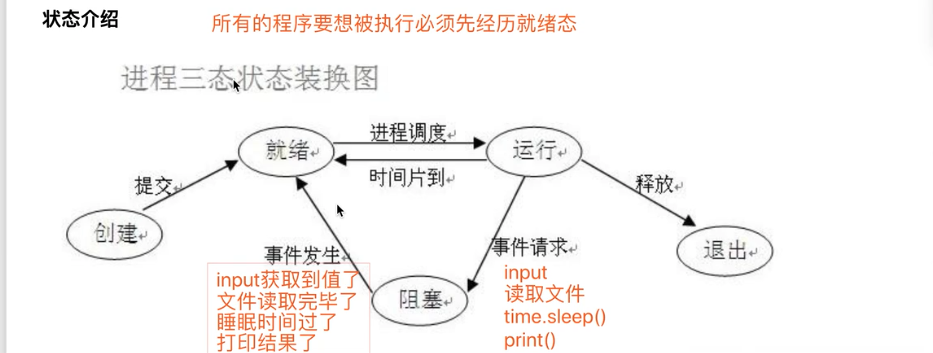 状态介绍
所有的程序要想被执行必须先经历就绪态
进程三态状态装换图
就绪
进程调度
运行
时间片到
提交
释放
创建
事件发生
事件请求
退出
input获取到值了
文件读取完毕了
睡眠时间过了
打印结果了
阻塞
input
读取文件
time.sleep()
print()